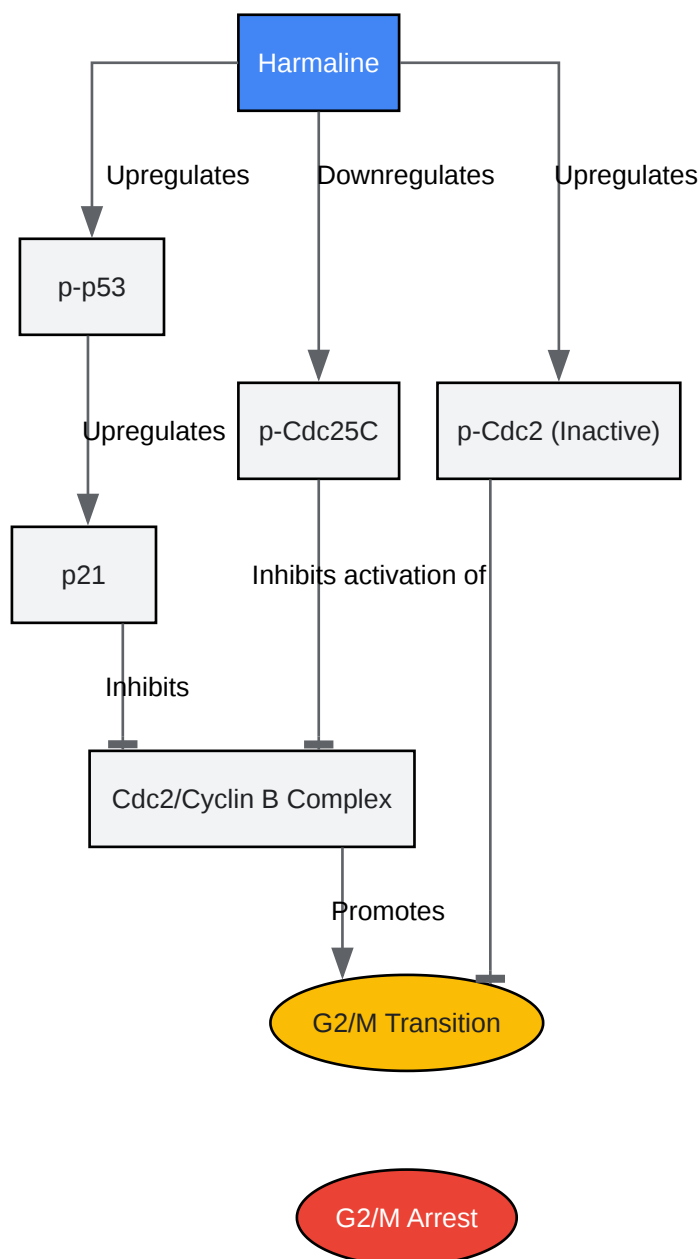 Harmaline
Upregulates
Downregulates
Upregulates
p-p53
Upregulates
p-Cdc25C
p-Cdc2 (Inactive)
p21
Inhibits activation of
Inhibits
Cdc2/Cyclin B Complex
Promotes
G2/M Transition
G2/M Arrest